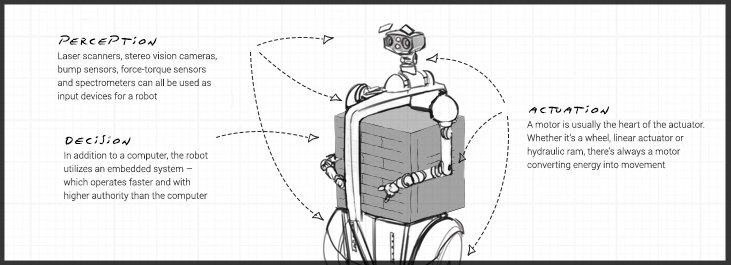 PERCEPTION
Laser scanners, stereo vision cameras,
bump sensors, force-torque sensors
and spectrometers can all be used as
input devices for a robot
DECISION
In addition to a computer, the robot
utilizes an embedded system –
which operates faster and with
higher authority than the computer
ACTUATION
A motor is usually the heart of the actuator.
Whether it's a wheel, linear actuator or
hydraulic ram, there's always a motor
converting energy into movement